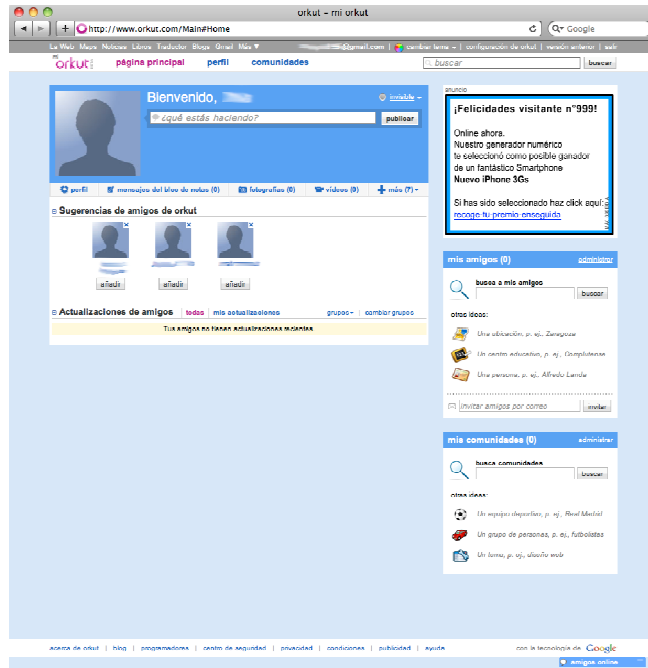 orkut - mi orkut
http://www.orkut.com/Main#Home
Google
La Web Maps Noticias Libros Traductor Blogs Gmail Más ▼
@gmail.com | cambiar tema | configuración de orkut | versión anterior | salir
mi orkut
página principal perfil comunidades
buscar buscar
Bienvenido,
invisible
¿qué estás haciendo? publicar
perfil mensajes del bloc de notas (0) fotografías (0) vídeos (0) más (7)
Sugerencias de amigos de orkut
añadir añadir añadir
Actualizaciones de amigos todas | mis actualizaciones grupos | cambiar grupos
Tus amigos no tienen actualizaciones recientes
anuncio
¡Felicidades visitante nº999!
Online ahora.
Nuestro generador numérico
te seleccionó como posible ganador
de un fantástico Smartphone
Nuevo iPhone 3Gs
Si has sido seleccionado haz click aquí:
recoge-tu-premio-enseguida
mis amigos (0) administrar
busca a mis amigos
buscar
otras ideas:
Una ubicación, p. ej., Zaragoza
Un centro educativo, p. ej., Complutense
Una persona, p. ej., Alfredo Landa
invitar amigos por correo invitar
mis comunidades (0) administrar
busca comunidades
buscar
otras ideas:
Un equipo deportivo, p. ej., Real Madrid
Un grupo de personas, p. ej., futbolistas
Un tema, p. ej., diseño web
acerca de orkut | blog | programadores | centro de seguridad | privacidad | condiciones | publicidad | ayuda
con la tecnología de Google
amigos online